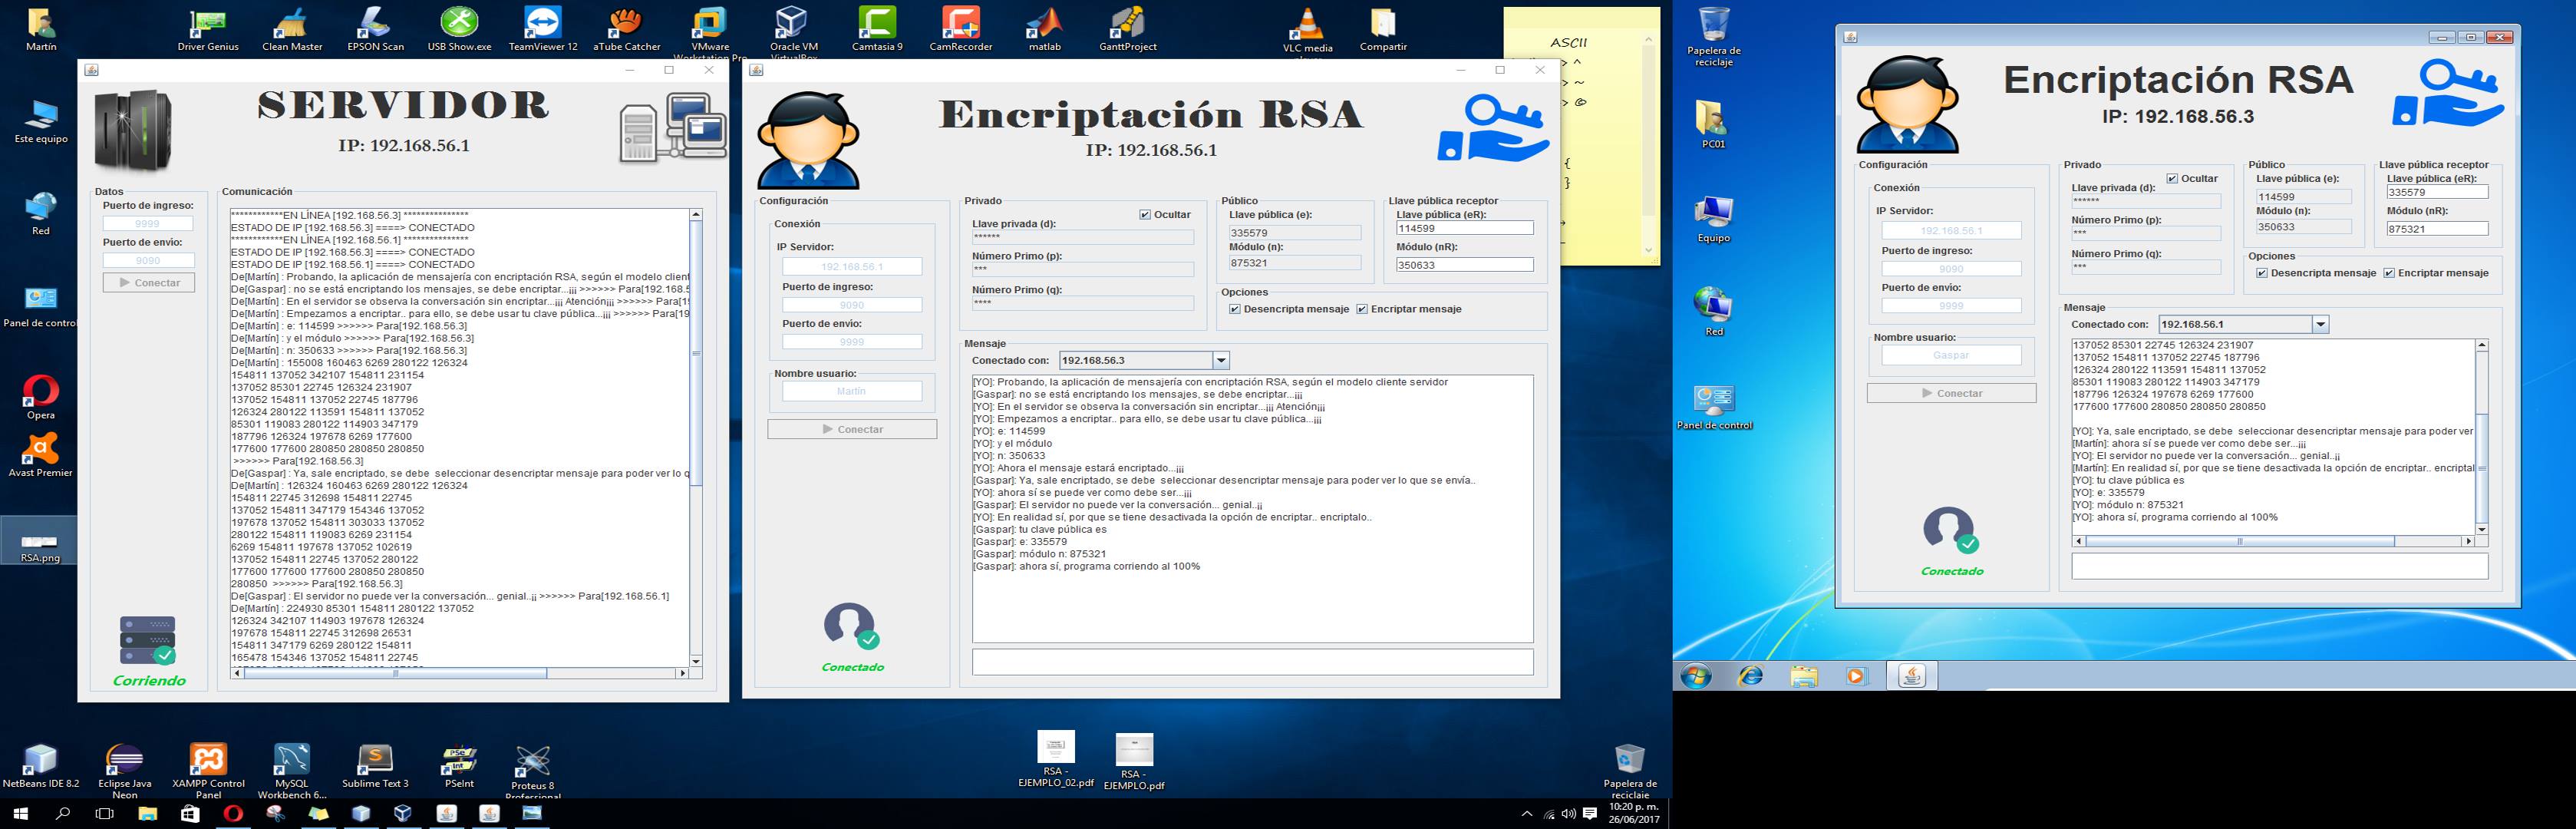 Martín
Driver Genius
Clean Master
EPSON Scan
USB Show.exe
TeamViewer 12
aTube Catcher
VMware
Workstation Pro
Oracle VM
VirtualBox
Camtasia 9
CamRecorder
matlab
GanttProject
VLC media
Compartir
Este equipo
Red
Panel de control
Opera
Avast Premier
RSA.png
SERVIDOR
IP: 192.168.56.1
Datos
Puerto de ingreso:
9999
Puerto de envio:
9090
Conectar
Corriendo
Comunicación
************EN LÍNEA [192.168.56.3] ***************
ESTADO DE IP [192.168.56.3] ====> CONECTADO
************EN LÍNEA [192.168.56.1] ***************
ESTADO DE IP [192.168.56.3] ====> CONECTADO
ESTADO DE IP [192.168.56.1] ====> CONECTADO
De[Martín] : Probando, la aplicación de mensajería con encriptación RSA, según el modelo client
De[Gaspar] : no se está encriptando los mensajes, se debe encriptar...¡¡¡ >>>>>> Para[192.168.5
De[Martín] : En el servidor se observa la conversación sin encriptar...¡¡¡ Atención¡¡¡ >>>>>> Para[19
De[Martín] : Empezamos a encriptar.. para ello, se debe usar tu clave pública...¡¡¡ >>>>>> Para[19
De[Martín] : e: 114599 >>>>>> Para[192.168.56.3]
De[Martín] : y el módulo >>>>>> Para[192.168.56.3]
De[Martín] : n: 350633 >>>>>> Para[192.168.56.3]
De[Martín] : 155008 160463 6269 280122 126324
154811 137052 342107 154811 231154
137052 85301 22745 126324 231907
137052 154811 137052 22745 187796
126324 280122 113591 154811 137052
85301 119083 280122 114903 347179
187796 126324 197678 6269 177600
177600 177600 280850 280850 280850
>>>>>> Para[192.168.56.3]
De[Gaspar] : Ya, sale encriptado, se debe  seleccionar desencriptar mensaje para poder ver lo q
De[Martín] : 126324 160463 6269 280122 126324
154811 22745 312698 154811 22745
137052 154811 347179 154346 137052
197678 137052 154811 303033 137052
280122 154811 119083 6269 231154
6269 154811 197678 137052 102619
137052 154811 22745 137052 280122
177600 177600 177600 280850 280850
280850  >>>>>> Para[192.168.56.3]
De[Gaspar] : El servidor no puede ver la conversación... genial..¡¡ >>>>>> Para[192.168.56.1]
De[Martín] : 224930 85301 154811 280122 137052
126324 342107 114903 197678 126324
197678 154811 22745 312698 26531
154811 347179 6269 280122 154811
165478 154346 137052 154811 22745
Encriptación RSA
IP: 192.168.56.1
Configuración
Conexión
IP Servidor:
192.168.56.1
Puerto de ingreso:
9090
Puerto de envio:
9999
Nombre usuario:
Martín
Conectar
Conectado
Privado
Ocultar
Llave privada (d):
******
Número Primo (p):
***
Número Primo (q):
****
Público
Llave pública (e):
335579
Módulo (n):
875321
Llave pública receptor
Llave pública (eR):
114599
Módulo (nR):
350633
Opciones
Desencripta mensaje
Encriptar mensaje
Mensaje
Conectado con:
192.168.56.3
[YO]: Probando, la aplicación de mensajería con encriptación RSA, según el modelo cliente servidor
[Gaspar]: no se está encriptando los mensajes, se debe encriptar...¡¡¡
[YO]: En el servidor se observa la conversación sin encriptar...¡¡¡ Atención¡¡¡
[YO]: Empezamos a encriptar.. para ello, se debe usar tu clave pública...¡¡¡
[YO]: e: 114599
[YO]: y el módulo
[YO]: n: 350633
[YO]: Ahora el mensaje estará encriptado...¡¡¡
[Gaspar]: Ya, sale encriptado, se debe  seleccionar desencriptar mensaje para poder ver lo que se envía..
[YO]: ahora sí se puede ver como debe ser...¡¡¡
[Gaspar]: El servidor no puede ver la conversación... genial..¡¡
[YO]: En realidad sí, por que se tiene desactivada la opción de encriptar.. encriptalo..
[Gaspar]: tu clave pública es
[Gaspar]: e: 335579
[Gaspar]: módulo n: 875321
[Gaspar]: ahora sí, programa corriendo al 100%
ASCII
> ^
> ~
> @
{
}
NetBeans IDE 8.2
Eclipse Java
Neon
XAMPP Control
Panel
MySQL
Workbench 6...
Sublime Text 3
PSeInt
Proteus 8
Professional
RSA -
EJEMPLO_02.pdf
RSA -
EJEMPLO.pdf
Papelera de
reciclaje
10:20 p. m.
26/06/2017
Papelera de
reciclaje
PC01
Equipo
Red
Panel de control
Encriptación RSA
IP: 192.168.56.3
Configuración
Conexión
IP Servidor:
192.168.56.1
Puerto de ingreso:
9090
Puerto de envio:
9999
Nombre usuario:
Gaspar
Conectar
Conectado
Privado
Ocultar
Llave privada (d):
******
Número Primo (p):
***
Número Primo (q):
***
Público
Llave pública (e):
114599
Módulo (n):
350633
Llave pública receptor
Llave pública (eR):
335579
Módulo (nR):
875321
Opciones
Desencripta mensaje
Encriptar mensaje
Mensaje
Conectado con:
192.168.56.1
137052 85301 22745 126324 231907
137052 154811 137052 22745 187796
126324 280122 113591 154811 137052
85301 119083 280122 114903 347179
187796 126324 197678 6269 177600
177600 177600 280850 280850 280850
[YO]: Ya, sale encriptado, se debe  seleccionar desencriptar mensaje para poder ver
[Martín]: ahora sí se puede ver como debe ser...¡¡¡
[YO]: El servidor no puede ver la conversación... genial..¡¡
[Martín]: En realidad sí, por que se tiene desactivada la opción de encriptar.. encriptal
[YO]: tu clave pública es
[YO]: e: 335579
[YO]: módulo n: 875321
[YO]: ahora sí, programa corriendo al 100%